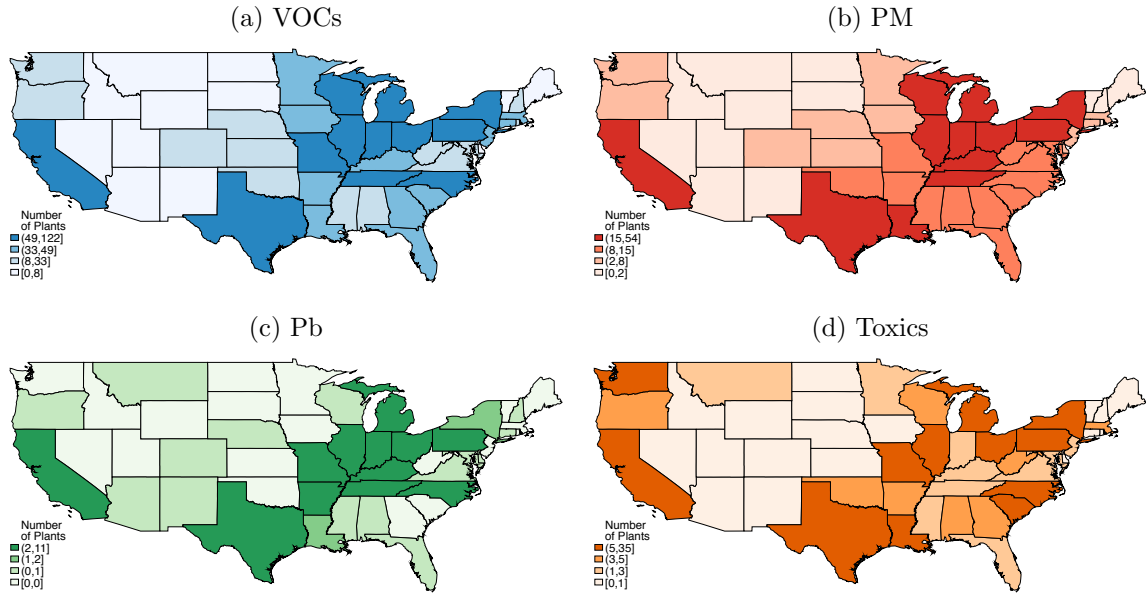 (a) VOCs
Number
of Plants
(49,122]
(33,49]
(8,33]
[0,8]
(b) PM
Number
of Plants
(15,54]
(8,15]
(2,8]
[0,2]
(c) Pb
Number
of Plants
(2,11]
(1,2]
(0,1]
[0,0]
(d) Toxics
Number
of Plants
(5,35]
(3,5]
(1,3]
[0,1]